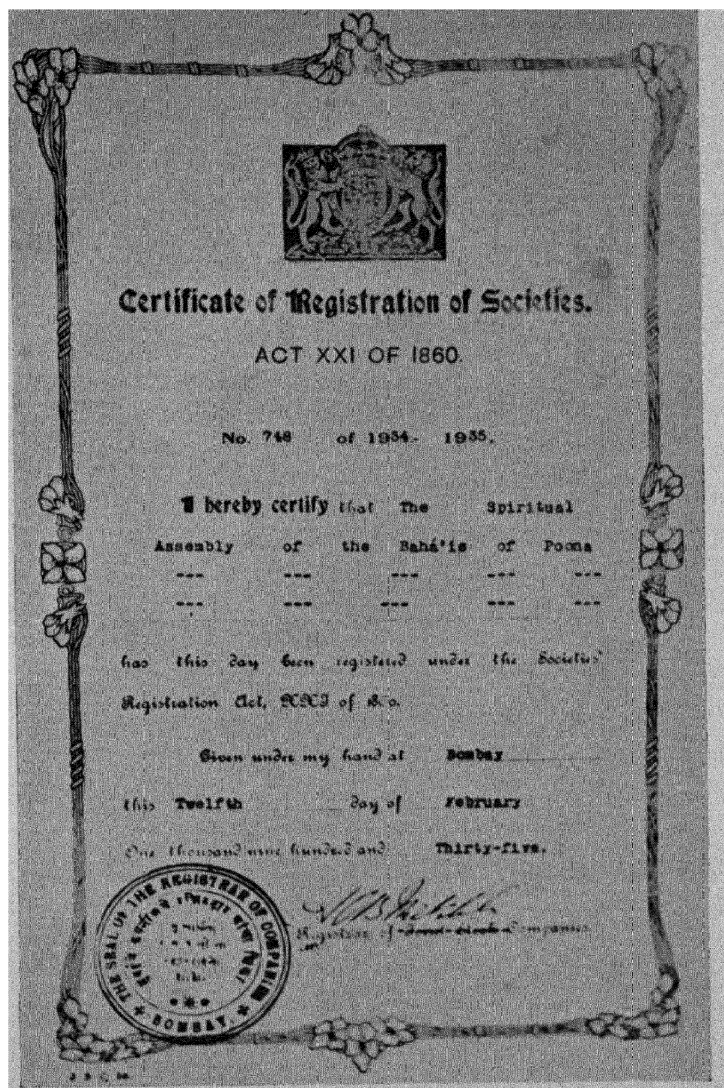 Certificate of Registration of Societies.
ACT XXI OF 1860.
No. 748 of 1934- 1935.
I hereby certify that The Spiritual
Assembly of the Bahá'is of Poona
--- --- --- --- ---
--- --- --- --- ---
has this day been registered under the Societies'
Registration Act, XXI of
Given under my hand at Bombay
this Twelfth day of February
One thousand nine hundred and Thirty-five.
Registrar of Companies
THE SEAL OF THE REGISTRAR OF COMPANIES
BOMBAY